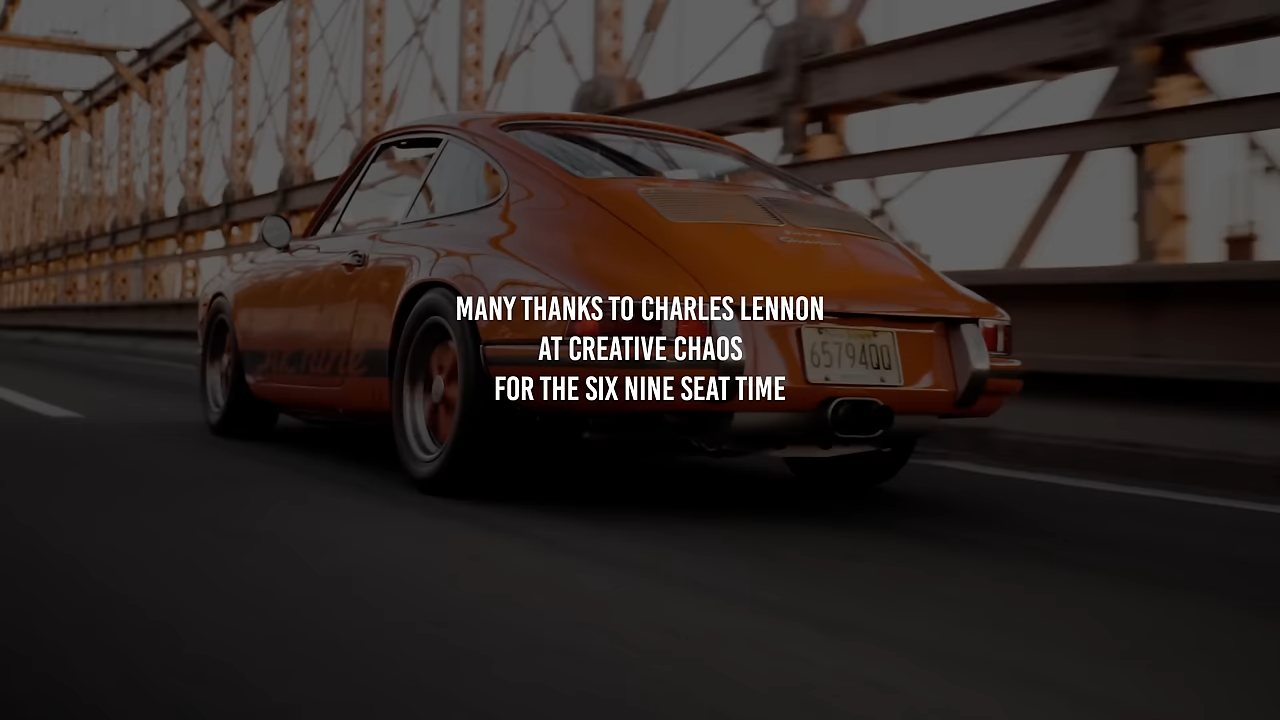 MANY THANKS TO CHARLES LENNON
AT CREATIVE CHAOS
FOR THE SIX NINE SEAT TIME
6579400